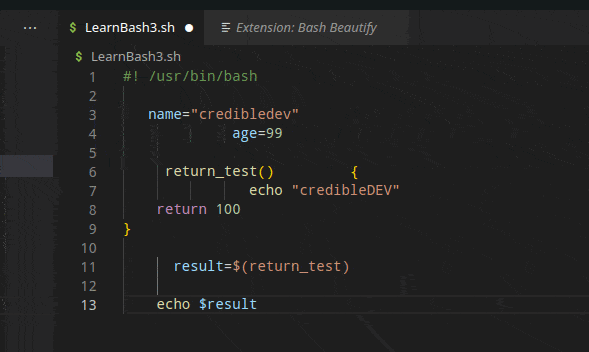 ... $ LearnBash3.sh ● Extension: Bash Beautify
$ LearnBash3.sh
1 #! /usr/bin/bash
2
3 name="credibledev"
4 age=99
5
6 return_test() {
7 echo "credibleDEV"
8 return 100
9 }
10
11 result=$(return_test)
12
13 echo $result